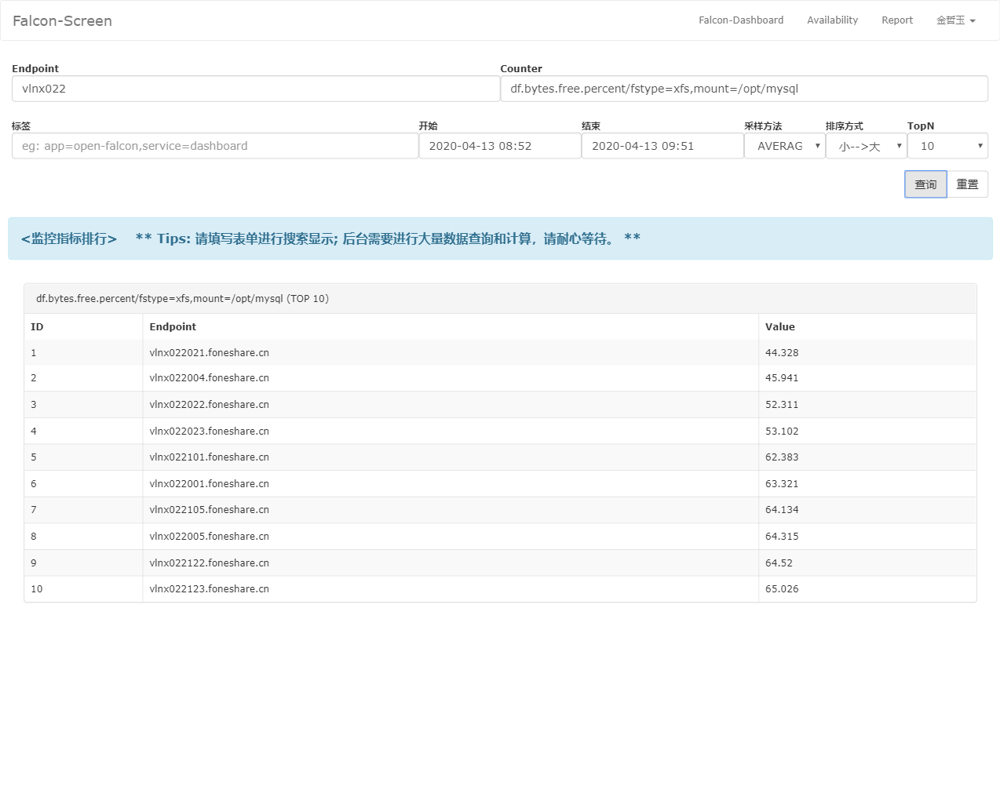 Falcon-Screen Falcon-Dashboard Availability Report 金哲玉
Endpoint Counter
vlnx022 df.bytes.free.percent/fstype=xfs,mount=/opt/mysql
标签 开始 结束 采样方法 排序方式 TopN
eg: app=open-falcon,service=dashboard 2020-04-13 08:52 2020-04-13 09:51 AVERAG 小-->大 10
查询 重置
<监控指标排行> ** Tips: 请填写表单进行搜索显示; 后台需要进行大量数据查询和计算，请耐心等待。 **
df.bytes.free.percent/fstype=xfs,mount=/opt/mysql (TOP 10)
ID Endpoint Value
1 vlnx022021.foneshare.cn 44.328
2 vlnx022004.foneshare.cn 45.941
3 vlnx022022.foneshare.cn 52.311
4 vlnx022023.foneshare.cn 53.102
5 vlnx022101.foneshare.cn 62.383
6 vlnx022001.foneshare.cn 63.321
7 vlnx022105.foneshare.cn 64.134
8 vlnx022005.foneshare.cn 64.315
9 vlnx022122.foneshare.cn 64.52
10 vlnx022123.foneshare.cn 65.026